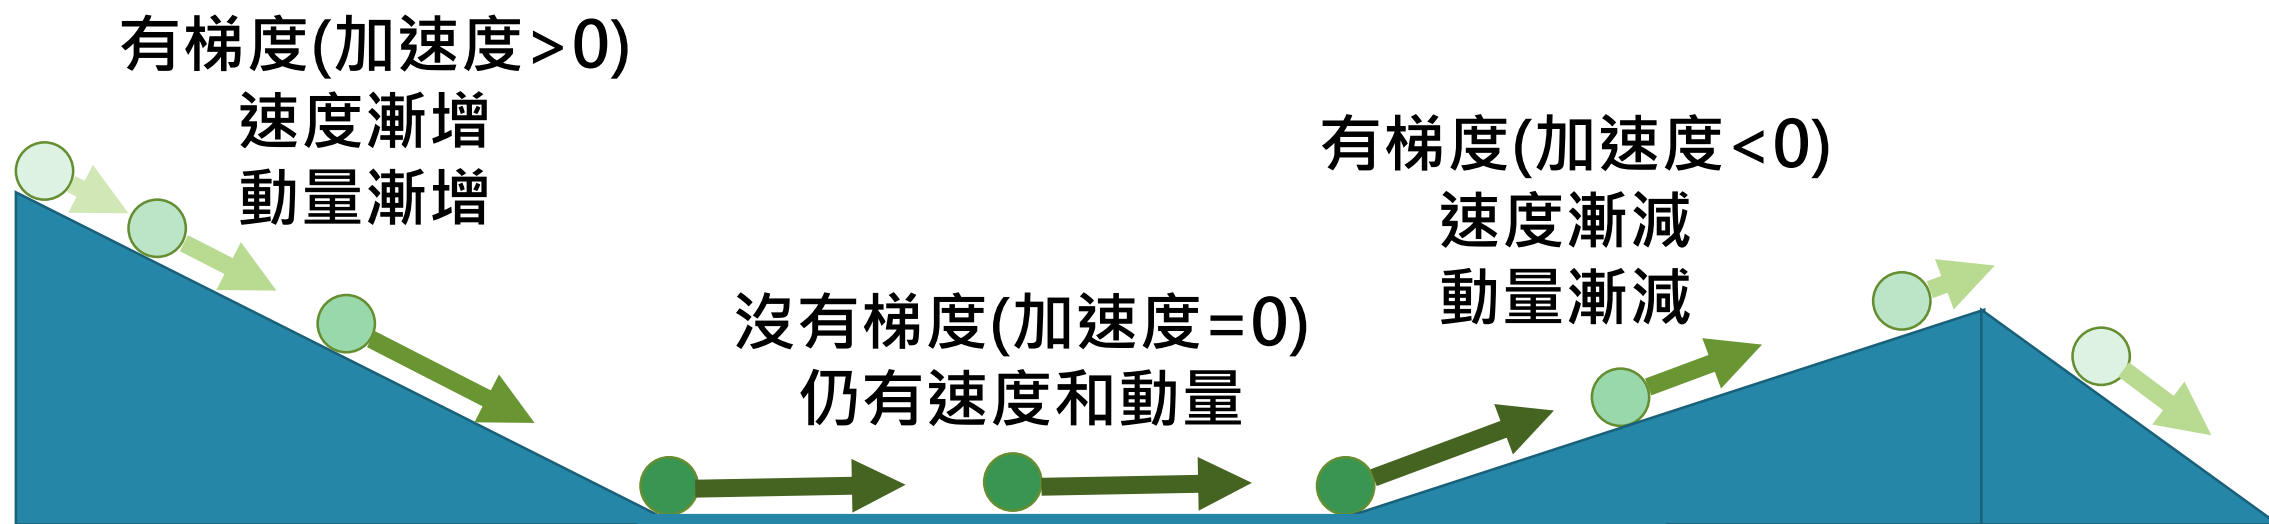 有梯度(加速度>0)
速度漸增
動量漸增
沒有梯度(加速度=0)
仍有速度和動量
有梯度(加速度<0)
速度漸減
動量漸減